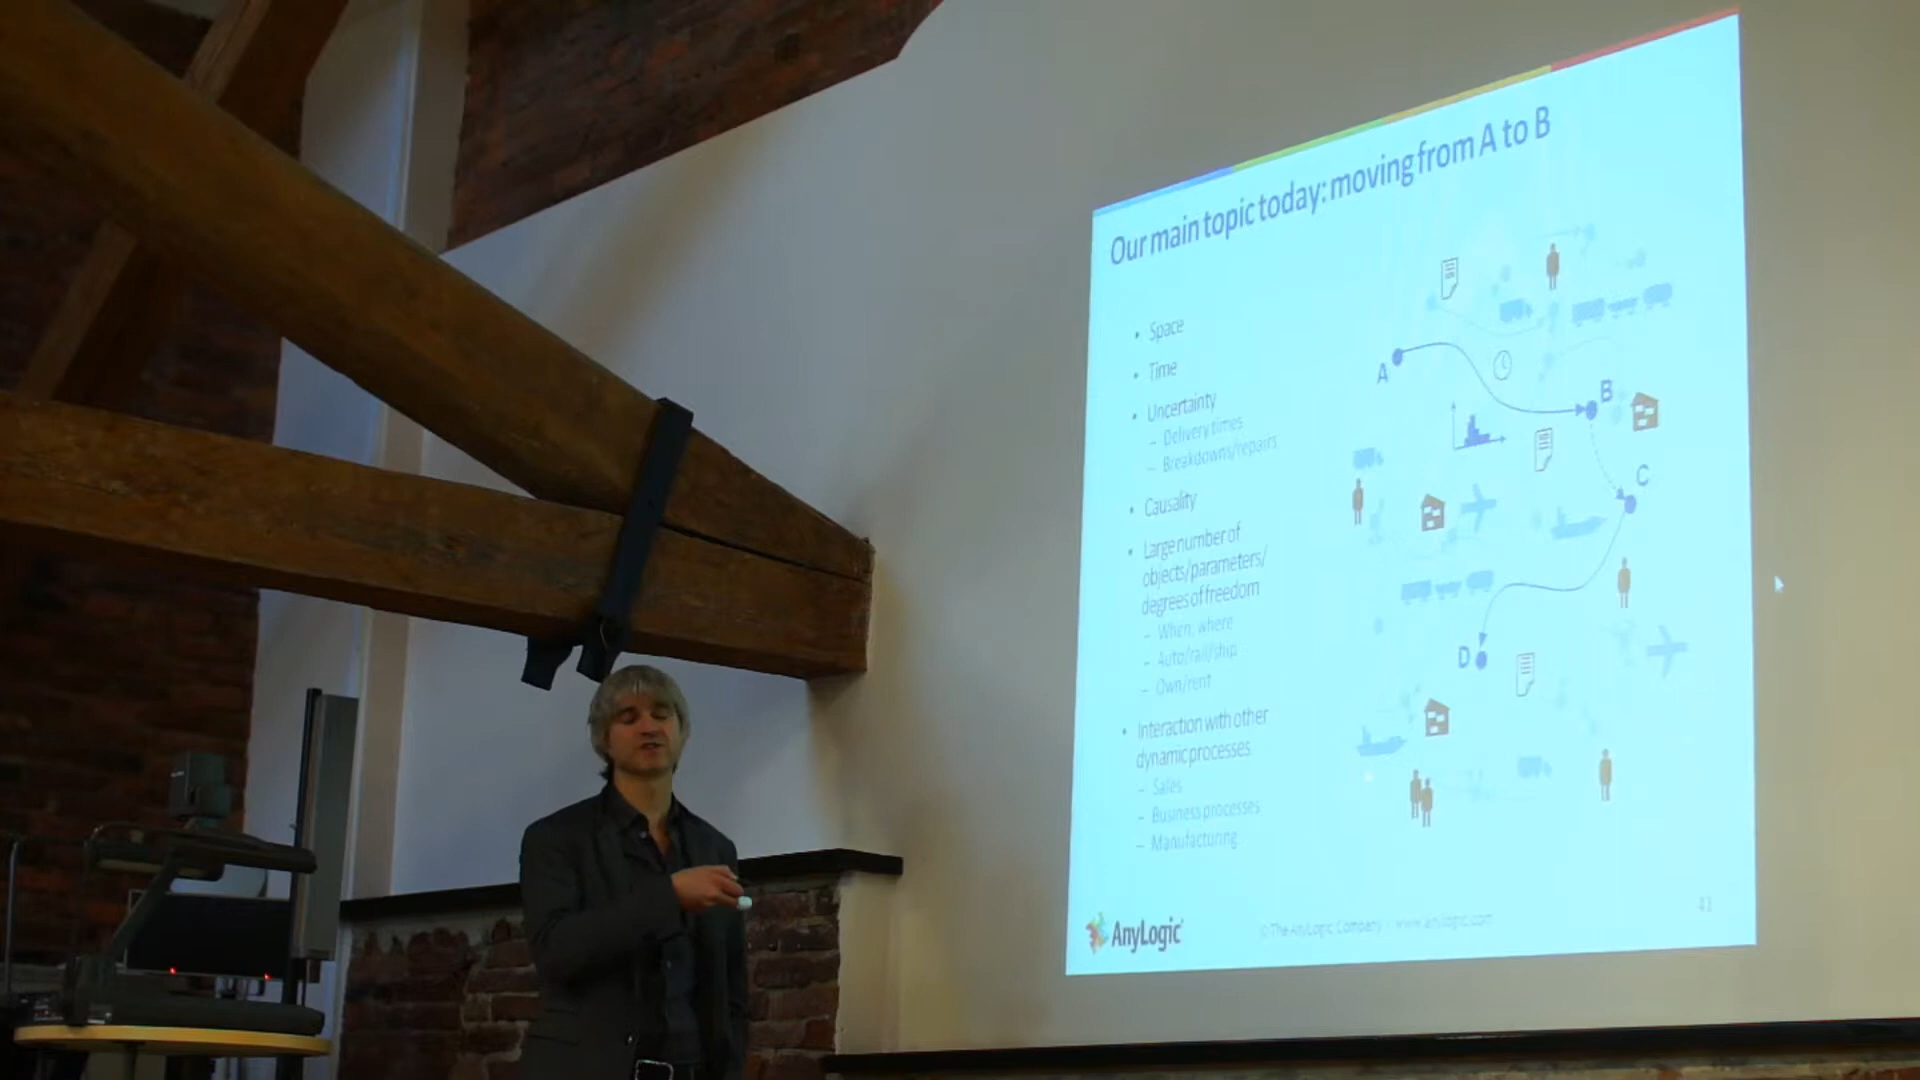 Our main topic today: moving from A to B
• Space
• Time
• Uncertainty
– Delivery times
– Breakdowns/repairs
• Causality
• Large number of
objects/parameters/
degrees of freedom
– When, where
– Auto/rail/ship
– Own/rent
• Interaction with other
dynamic processes
– Sales
– Business processes
– Manufacturing
A
B
C
D
AnyLogic
© The AnyLogic Company | www.anylogic.com
41